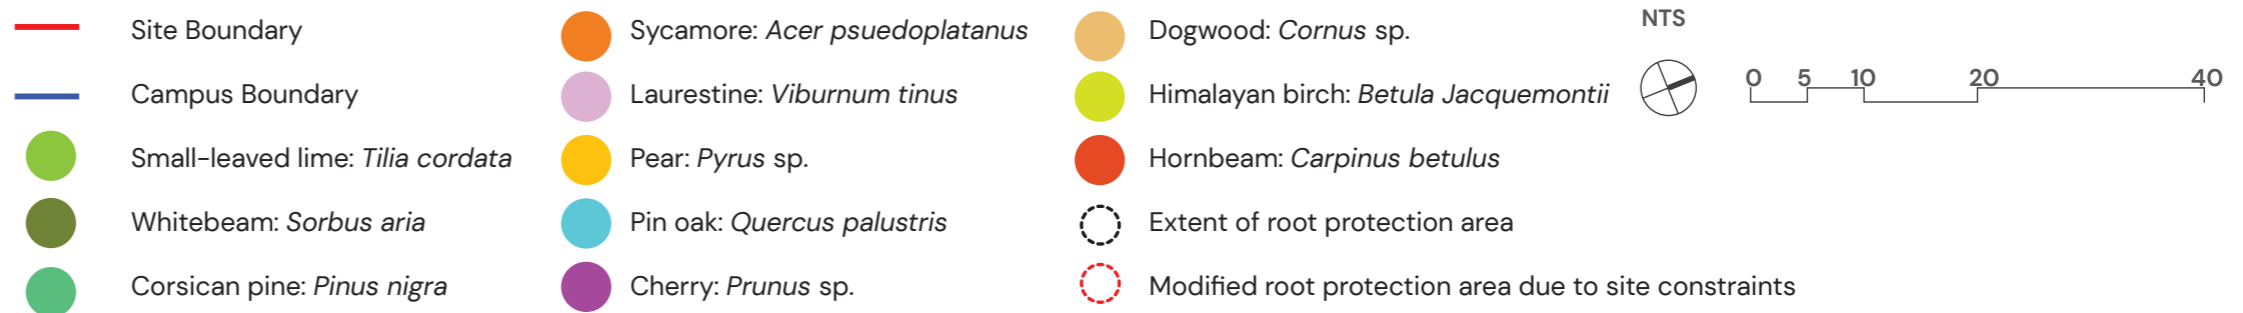 Site Boundary
Campus Boundary
Small-leaved lime: Tilia cordata
Whitebeam: Sorbus aria
Corsican pine: Pinus nigra
Sycamore: Acer psuedoplatanus
Laurestine: Viburnum tinus
Pear: Pyrus sp.
Pin oak: Quercus palustris
Cherry: Prunus sp.
Dogwood: Cornus sp.
Himalayan birch: Betula Jacquemontii
Hornbeam: Carpinus betulus
Extent of root protection area
Modified root protection area due to site constraints
NTS
0 5 10 20 40